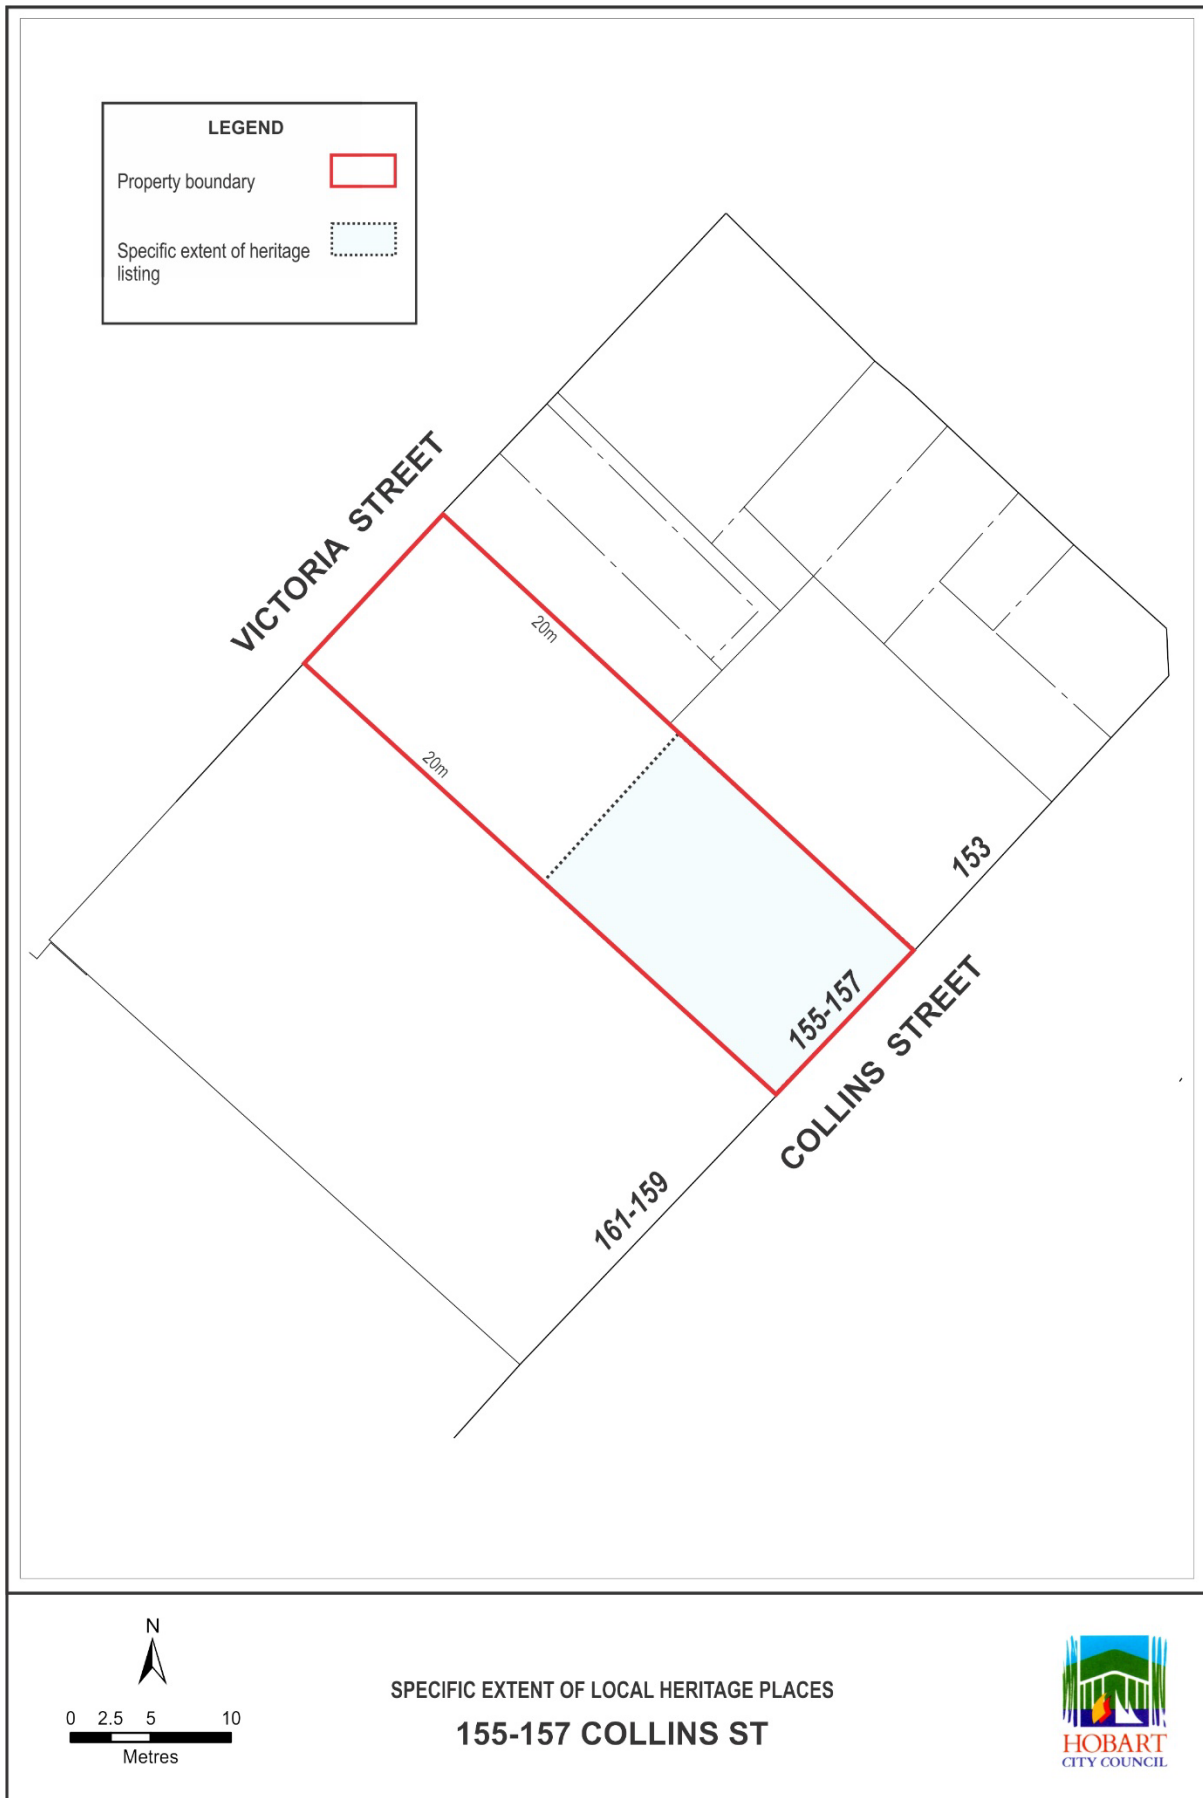 LEGEND
Property boundary
Specific extent of heritage
listing
VICTORIA STREET
20m
20m
153
155-157
COLLINS STREET
161-159
N
0 2.5 5 10
Metres
SPECIFIC EXTENT OF LOCAL HERITAGE PLACES
155-157 COLLINS ST
HOBART
CITY COUNCIL